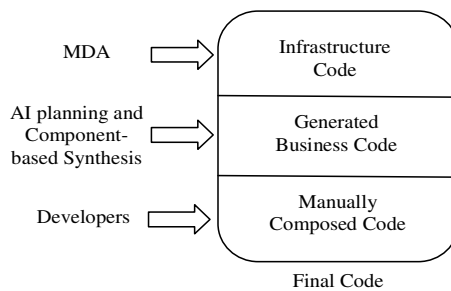 MDA
Infrastructure
Code
AI planning and
Component-
based Synthesis
Generated
Business Code
Developers
Manually
Composed Code
Final Code